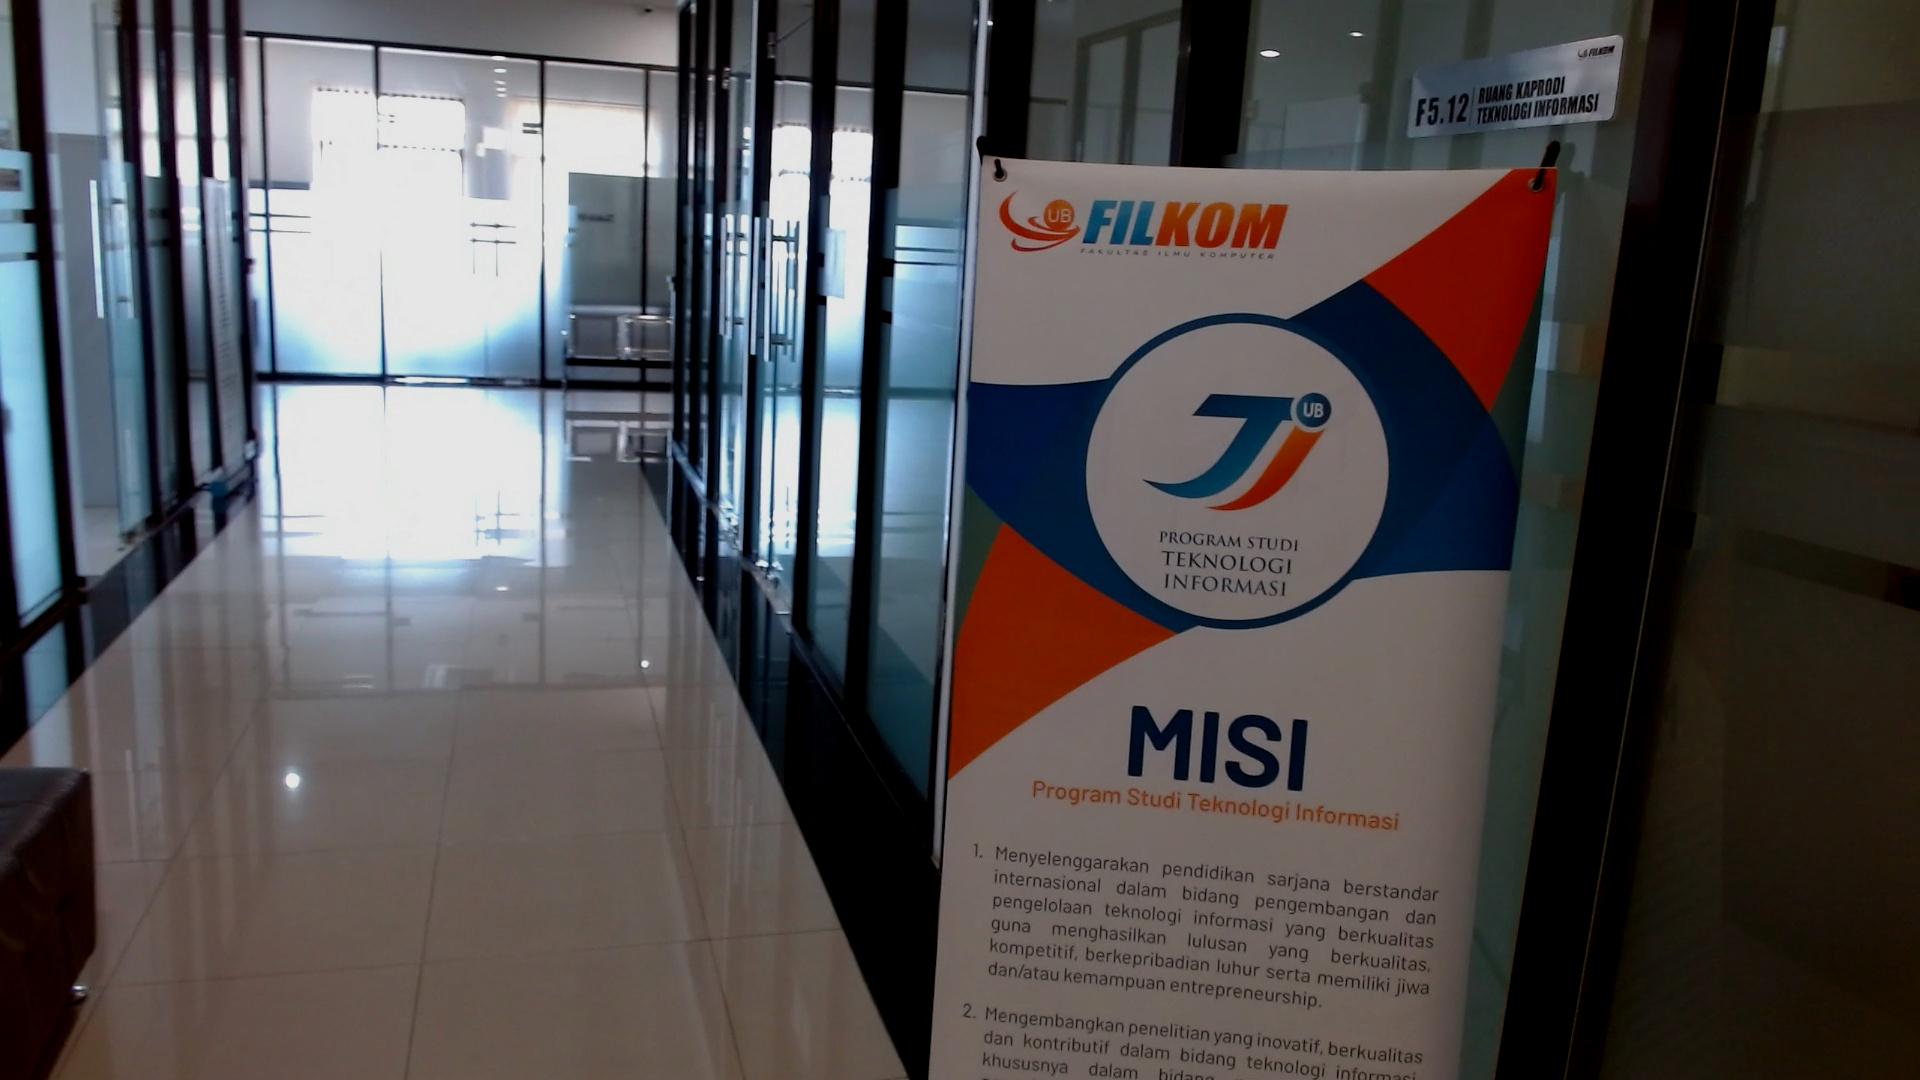 FILKOM
F5.12
RUANG KAPRODI
TEKNOLOGI INFORMASI
UB FILKOM
FAKULTAS ILMU KOMPUTER
UB
PROGRAM STUDI
TEKNOLOGI
INFORMASI
MISI
Program Studi Teknologi Informasi
1. Menyelenggarakan pendidikan sarjana berstandar
internasional dalam bidang pengembangan dan
pengelolaan teknologi informasi yang berkualitas
guna menghasilkan lulusan yang berkualitas,
kompetitif, berkepribadian luhur serta memiliki jiwa
dan/atau kemampuan entrepreneurship.
2. Mengembangkan penelitian yang inovatif, berkualitas
dan kontributif dalam bidang teknologi informasi
khususnya dalam bidang